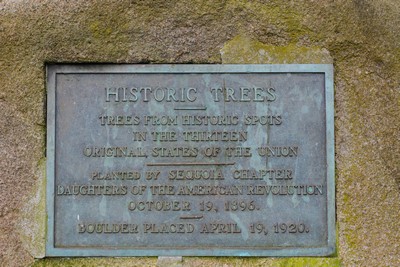 HISTORIC TREES
TREES FROM HISTORIC SPOTS
IN THE THIRTEEN
ORIGINAL STATES OF THE UNION
PLANTED BY SEQUOIA CHAPTER
DAUGHTERS OF THE AMERICAN REVOLUTION
OCTOBER 19, 1896.
BOULDER PLACED APRIL 19, 1920.